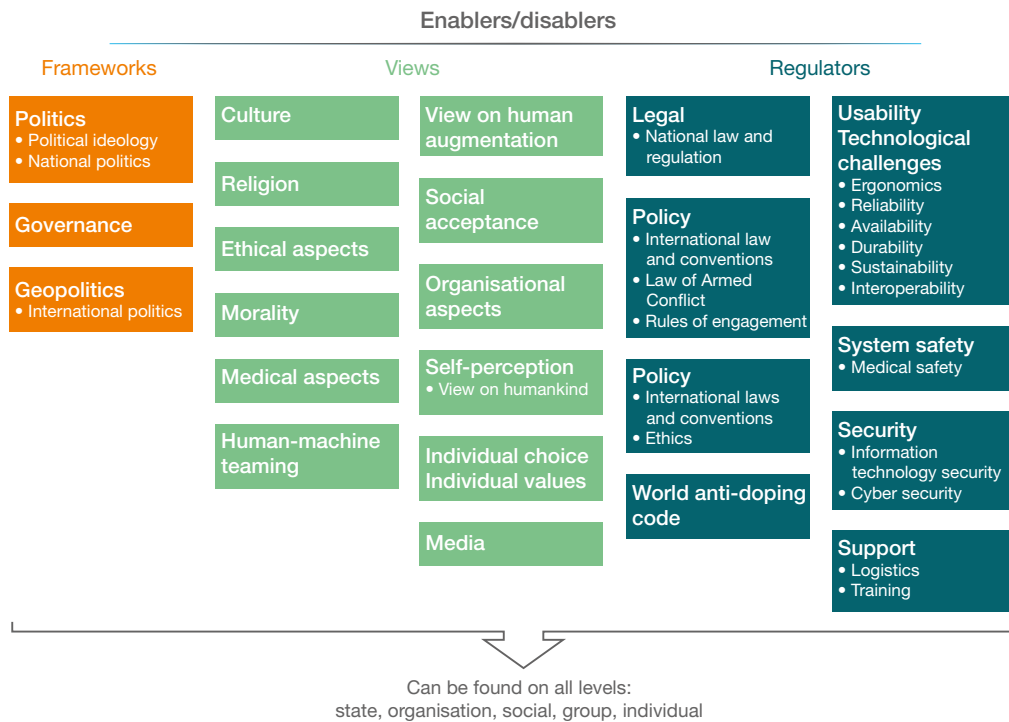 Enablers/disablers
Frameworks
Politics
• Political ideology
• National politics
Governance
Geopolitics
• International politics
Views
Culture
Religion
Ethical aspects
Morality
Medical aspects
Human-machine
teaming
View on human
augmentation
Social
acceptance
Organisational
aspects
Self-perception
• View on humankind
Individual choice
Individual values
Media
Regulators
Legal
• National law and
regulation
Policy
• International law
and conventions
• Law of Armed
Conflict
• Rules of engagement
Policy
• International laws
and conventions
• Ethics
World anti-doping
code
Usability
Technological
challenges
• Ergonomics
• Reliability
• Availability
• Durability
• Sustainability
• Interoperability
System safety
• Medical safety
Security
• Information
technology security
• Cyber security
Support
• Logistics
• Training
Can be found on all levels:
state, organisation, social, group, individual